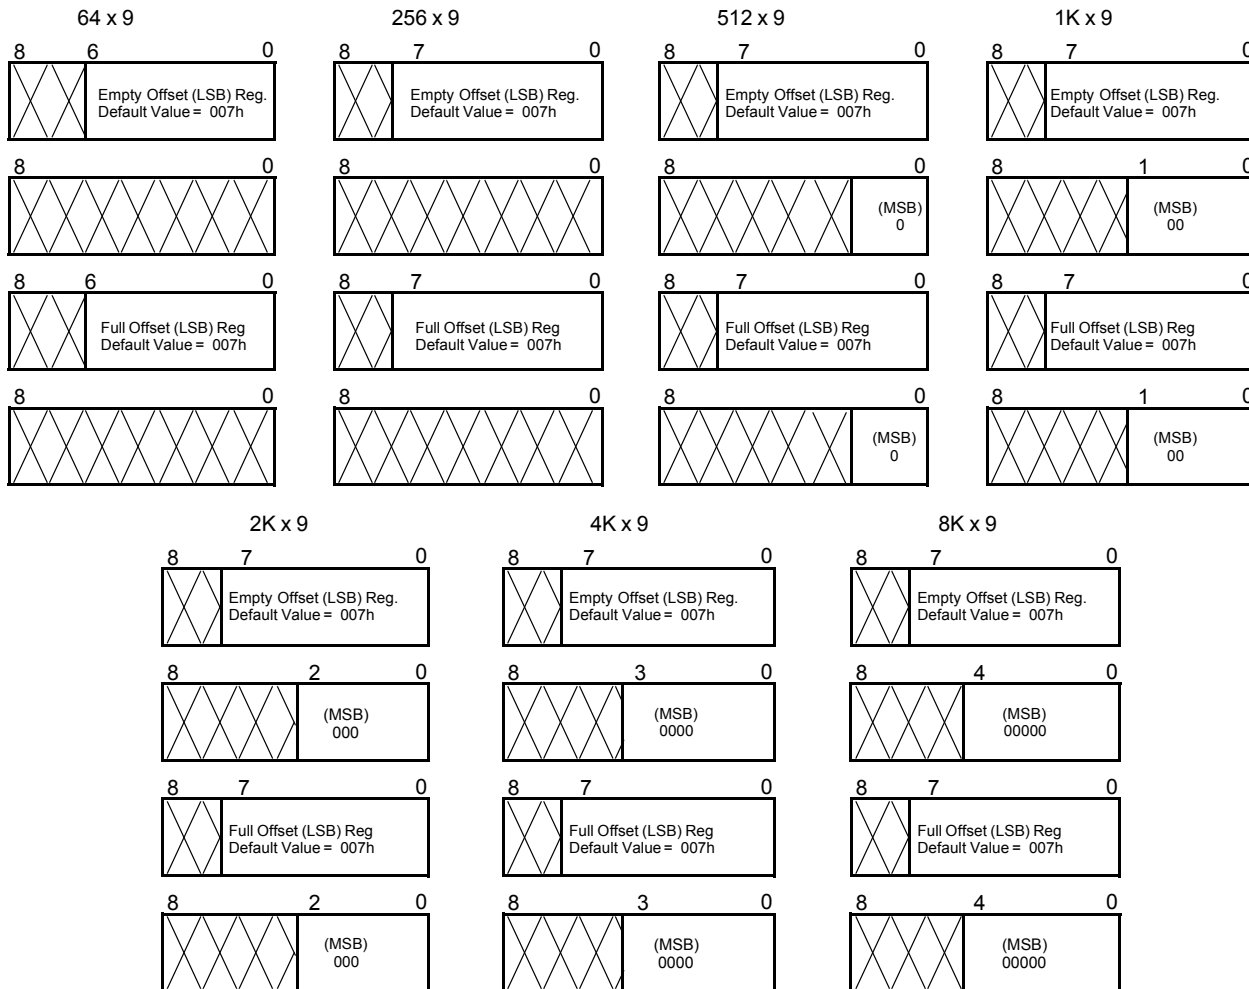 64 x 9 256 x 9 512 x 9 1K x 9
8 6 0 8 7 0 8 7 0 8 7 0
Empty Offset (LSB) Reg. Empty Offset (LSB) Reg. Empty Offset (LSB) Reg. Empty Offset (LSB) Reg.
Default Value = 007h Default Value = 007h Default Value = 007h Default Value = 007h
8 0 8 0 8 0 8 1 0
(MSB) (MSB)
0 00
8 6 0 8 7 0 8 7 0 8 7 0
Full Offset (LSB) Reg Full Offset (LSB) Reg Full Offset (LSB) Reg Full Offset (LSB) Reg
Default Value = 007h Default Value = 007h Default Value = 007h Default Value = 007h
8 0 8 0 8 0 8 1 0
(MSB) (MSB)
0 00
2K x 9 4K x 9 8K x 9
8 7 0 8 7 0 8 7 0
Empty Offset (LSB) Reg. Empty Offset (LSB) Reg. Empty Offset (LSB) Reg.
Default Value = 007h Default Value = 007h Default Value = 007h
8 2 0 8 3 0 8 4 0
(MSB) (MSB) (MSB)
000 0000 00000
8 7 0 8 7 0 8 7 0
Full Offset (LSB) Reg Full Offset (LSB) Reg Full Offset (LSB) Reg
Default Value = 007h Default Value = 007h Default Value = 007h
8 2 0 8 3 0 8 4 0
(MSB) (MSB) (MSB)
000 0000 00000